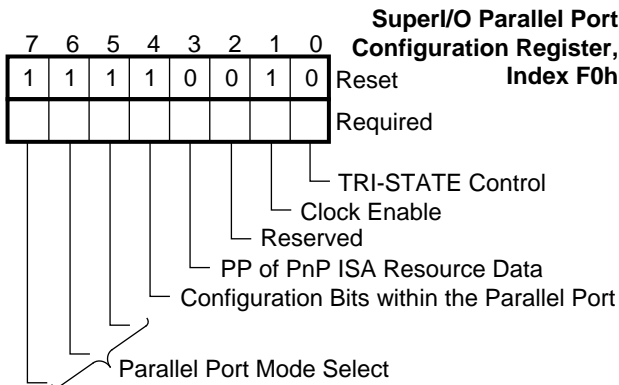 SuperI/O Parallel Port
7 6 5 4 3 2 1 0 Configuration Register,
1 1 1 1 0 0 1 0 Reset Index F0h
Required
TRI-STATE Control
Clock Enable
Reserved
PP of PnP ISA Resource Data
Configuration Bits within the Parallel Port
Parallel Port Mode Select